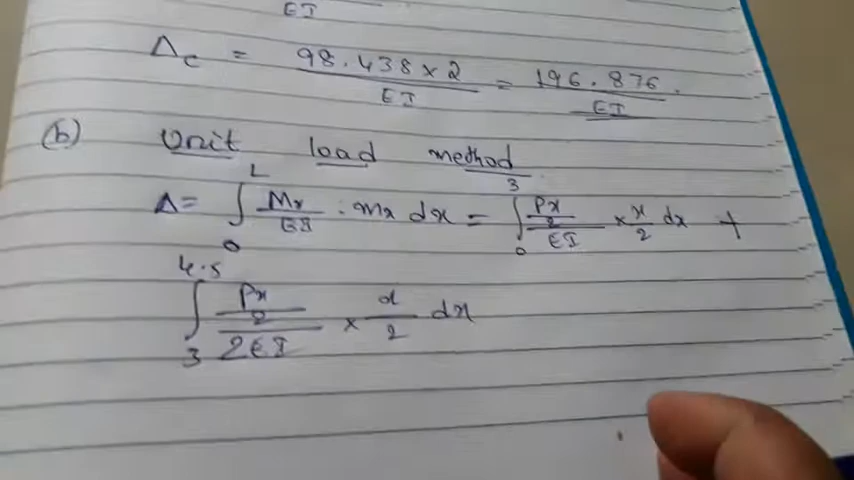 EI
Δc = 98.438 x 2 / EI = 196.876 / EI .
(b) Unit load method
Δ = ∫₀ᴸ Mx / EI . mx dx = ∫₀³ (Px/2) / EI x x/2 dx +
∫₃⁴·⁵ (Px/2) / 2EI x x/2 dx